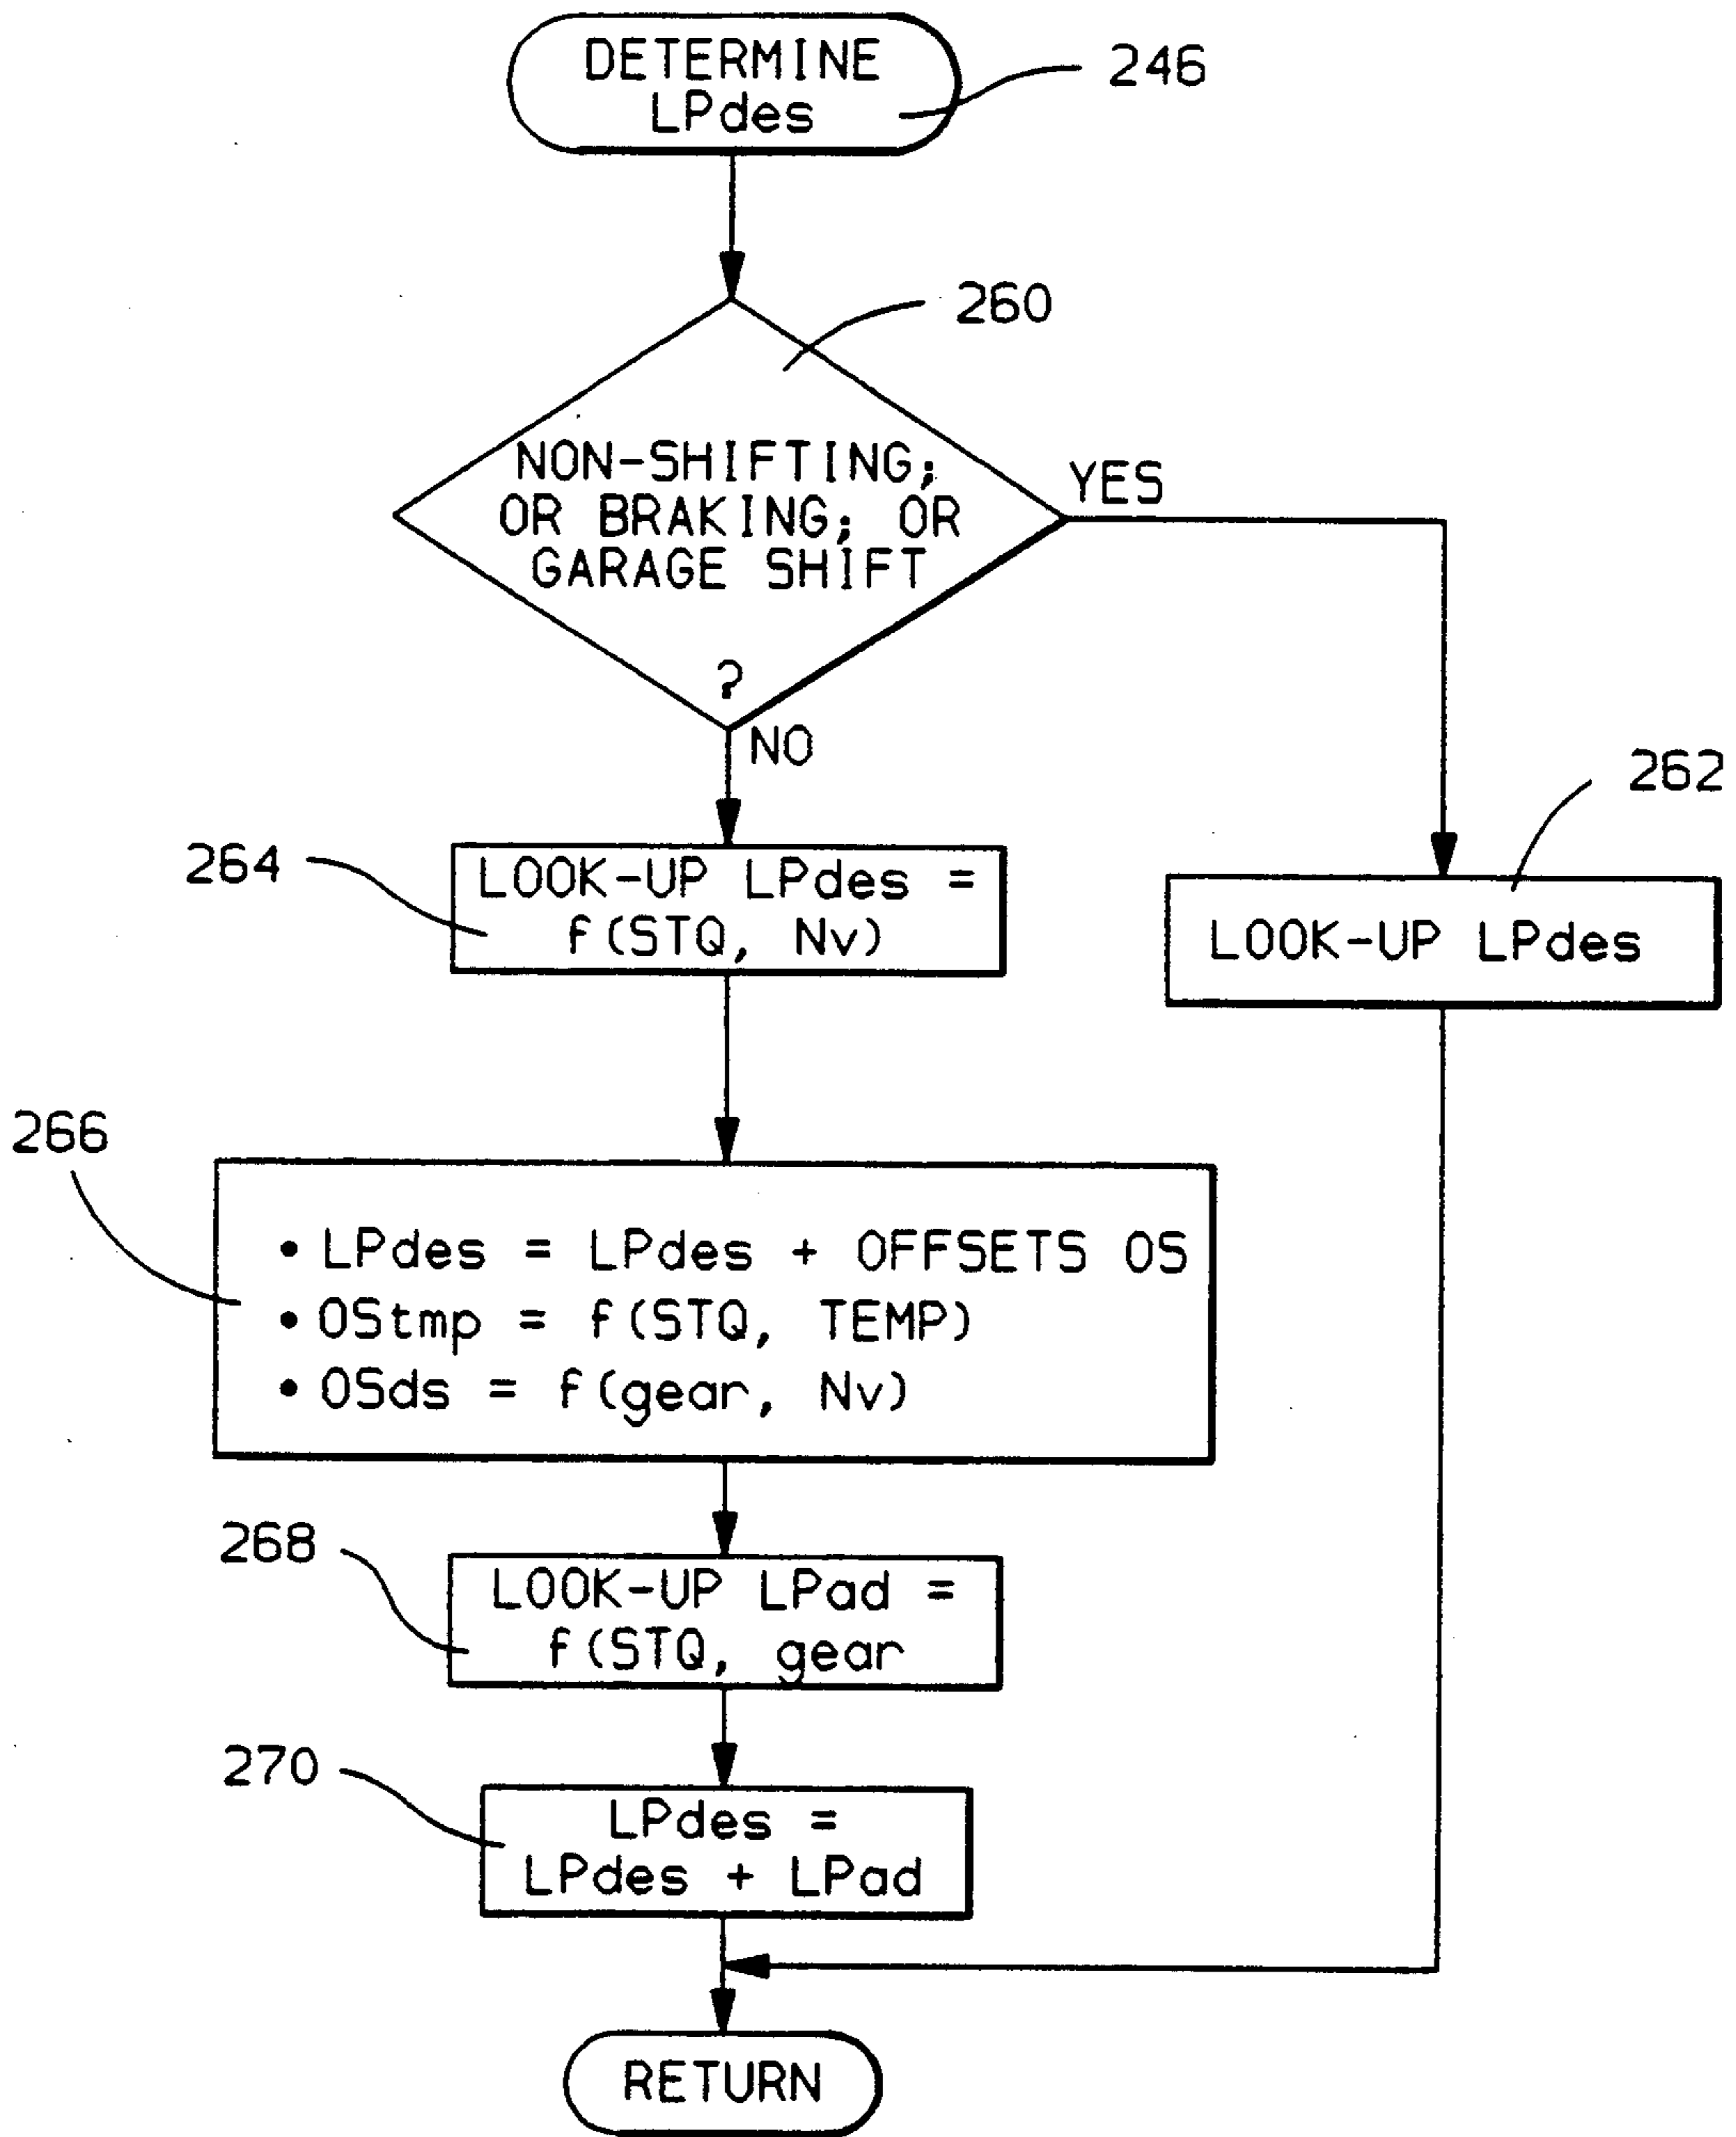 DETERMINE
LPdes
246
260
NON-SHIFTING;
OR BRAKING; OR
GARAGE SHIFT
?
YES
NO
262
264
LOOK-UP LPdes =
f(STQ, Nv)
LOOK-UP LPdes
266
• LPdes = LPdes + OFFSETS OS
• OStmp = f(STQ, TEMP)
• OSds = f(gear, Nv)
268
LOOK-UP LPad =
f(STQ, gear
270
LPdes =
LPdes + LPad
RETURN